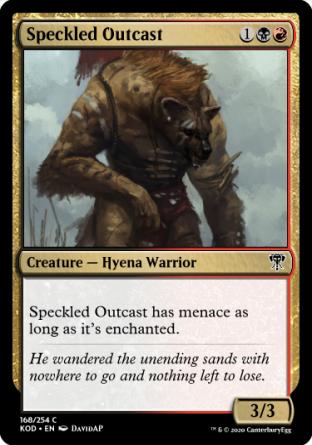 Speckled Outcast 1
Creature — Hyena Warrior
Speckled Outcast has menace as
long as it's enchanted.
He wandered the unending sands with
nowhere to go and nothing left to lose.
3/3
168/254 C
KOD • EN DavidAP
™ & © 2020 CanterburyEgg